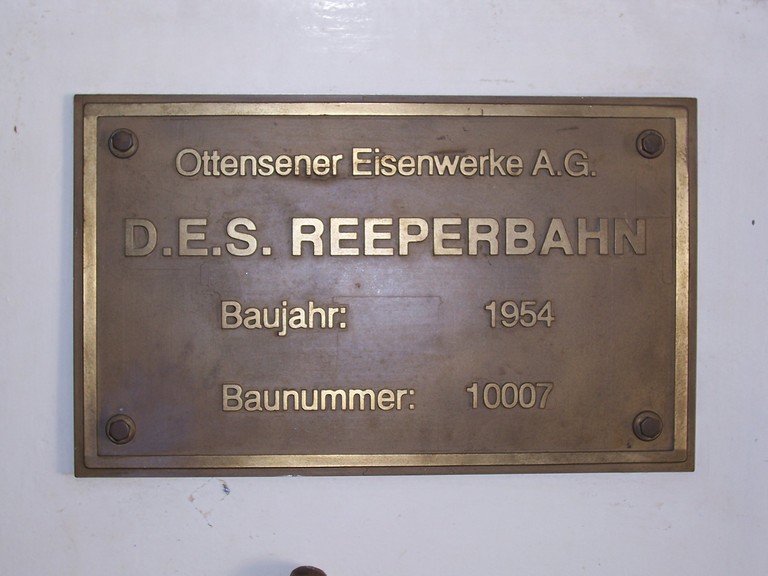 Ottensener Eisenwerke A.G.
D.E.S. REEPERBAHN
Baujahr: 1954
Baunummer: 10007